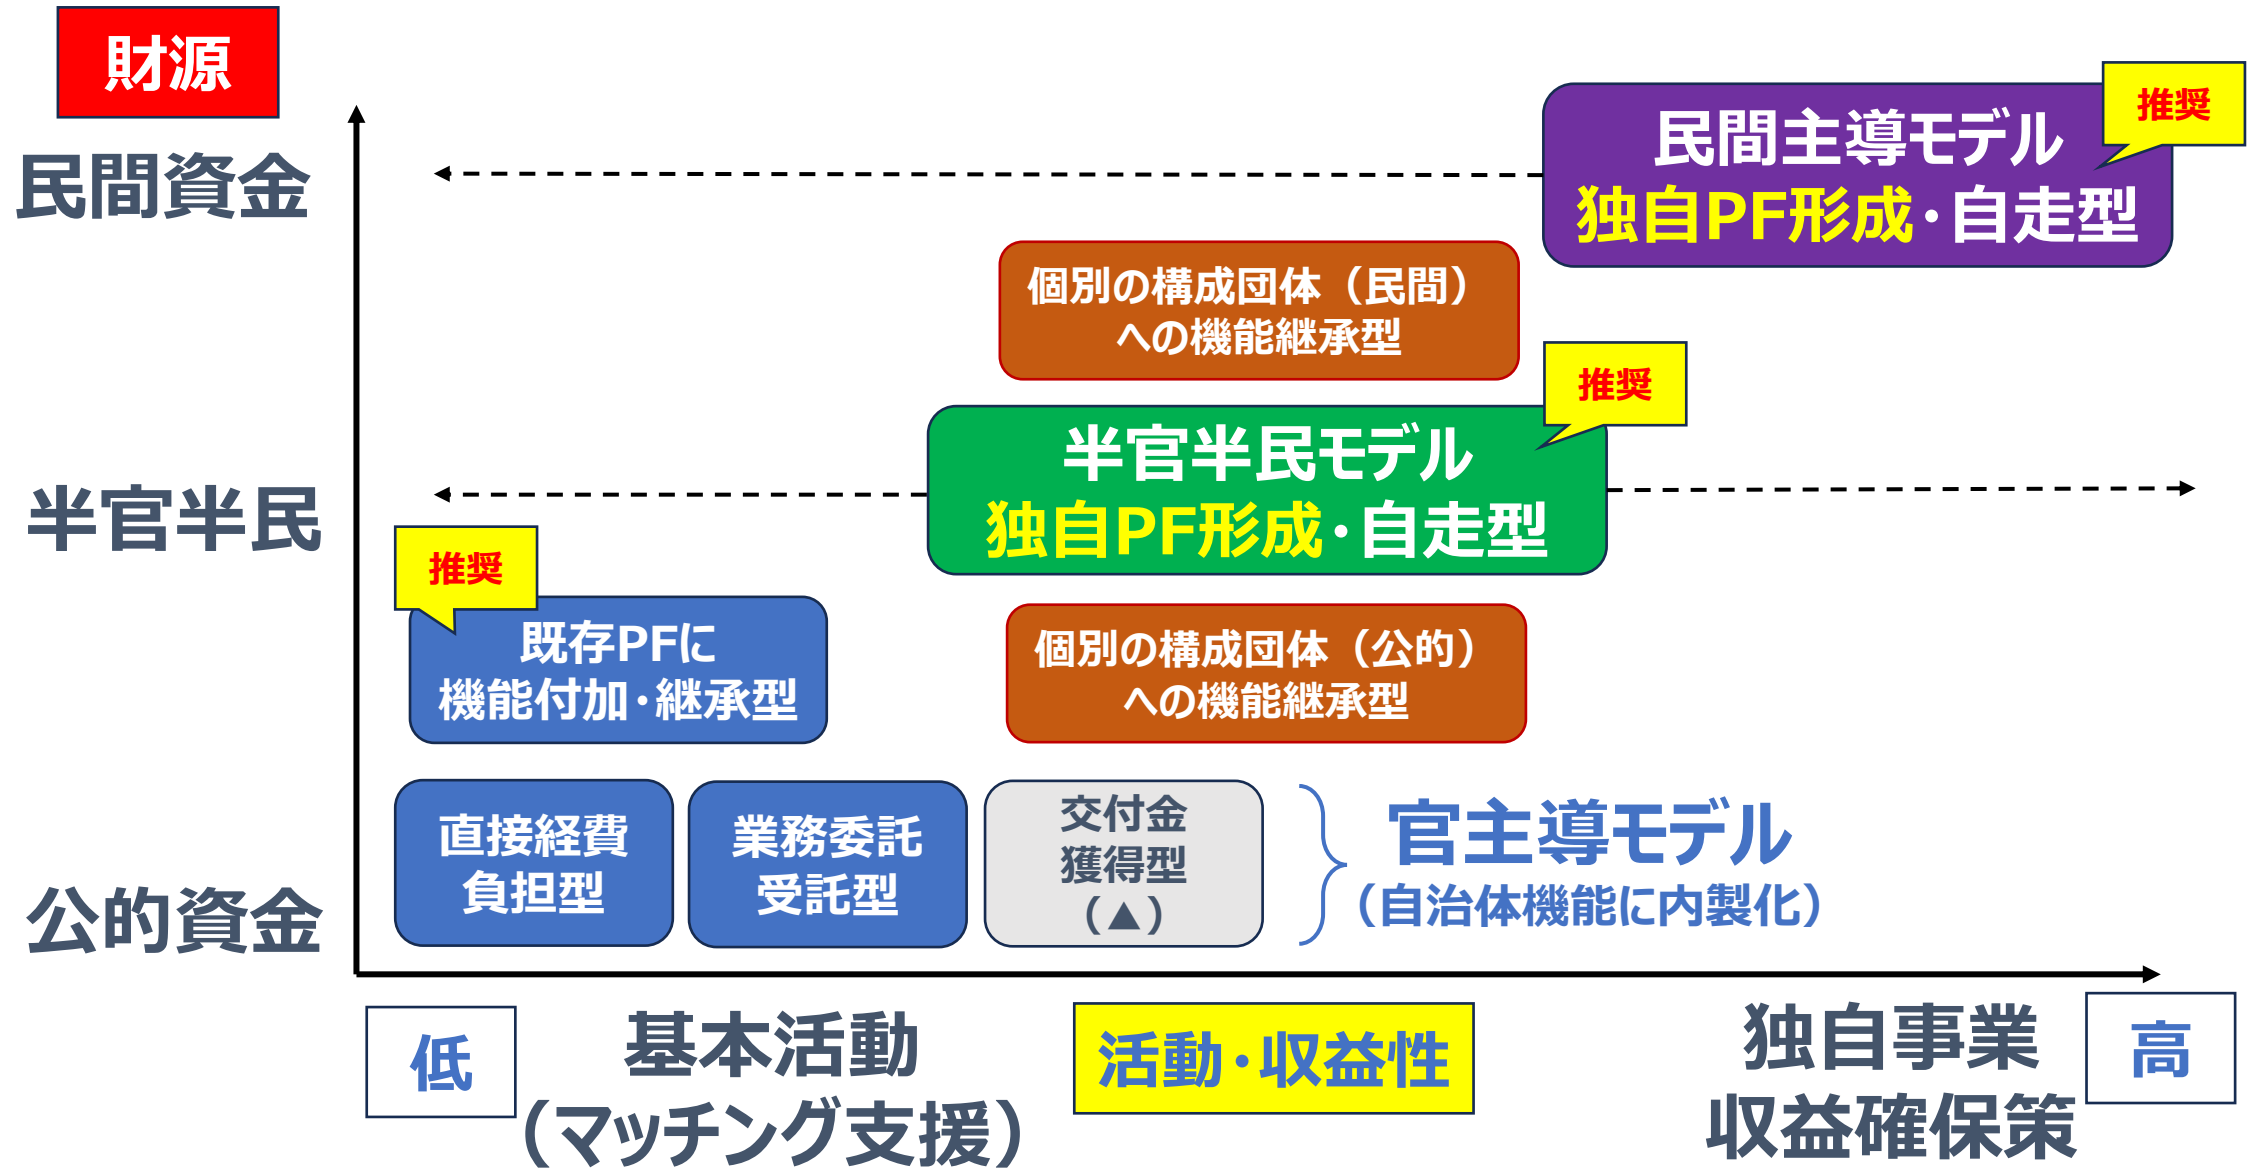 財源
民間資金
推奨
民間主導モデル
独自PF形成・自走型
個別の構成団体（民間）
への機能継承型
推奨
半官半民
半官半民モデル
独自PF形成・自走型
推奨
既存PFに
機能付加・継承型
個別の構成団体（公的）
への機能継承型
公的資金
直接経費
負担型
業務委託
受託型
交付金
獲得型
（▲）
官主導モデル
（自治体機能に内製化）
低
基本活動
（マッチング支援）
活動・収益性
独自事業
収益確保策
高